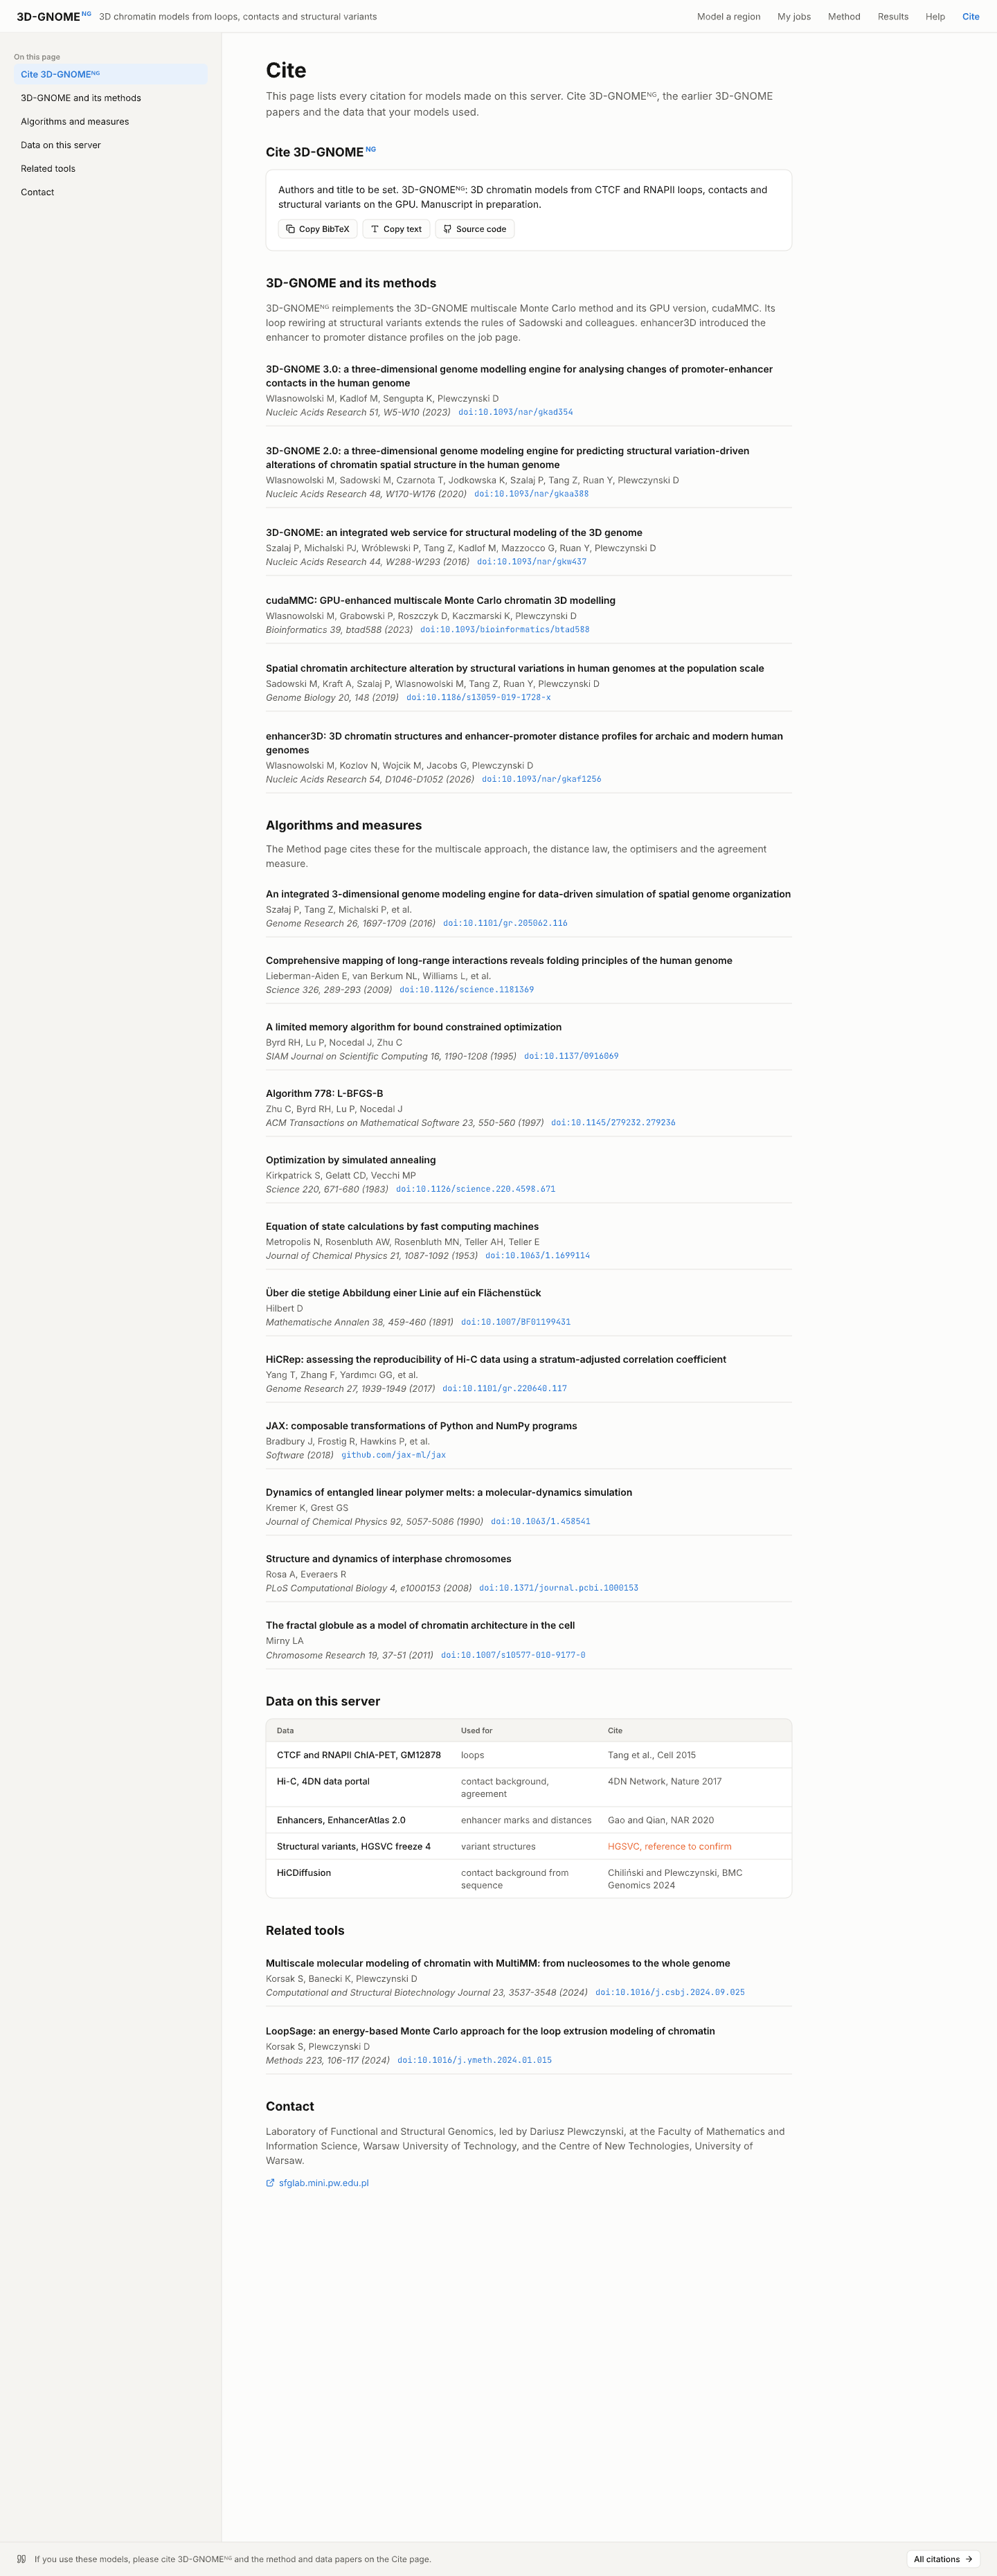 3D-GNOMEᴺᴳ 3D chromatin models from loops, contacts and structural variants
Model a region My jobs Method Results Help Cite
On this page
Cite 3D-GNOMEᴺᴳ
3D-GNOME and its methods
Algorithms and measures
Data on this server
Related tools
Contact
Cite
This page lists every citation for models made on this server. Cite 3D-GNOMEᴺᴳ, the earlier 3D-GNOME
papers and the data that your models used.
Cite 3D-GNOMEᴺᴳ
Authors and title to be set. 3D-GNOMEᴺᴳ: 3D chromatin models from CTCF and RNAPII loops, contacts and
structural variants on the GPU. Manuscript in preparation.
Copy BibTeX Copy text Source code
3D-GNOME and its methods
3D-GNOMEᴺᴳ reimplements the 3D-GNOME multiscale Monte Carlo method and its GPU version, cudaMMC. Its
loop rewiring at structural variants extends the rules of Sadowski and colleagues. enhancer3D introduced the
enhancer to promoter distance profiles on the job page.
3D-GNOME 3.0: a three-dimensional genome modelling engine for analysing changes of promoter-enhancer
contacts in the human genome
Wlasnowolski M, Kadlof M, Sengupta K, Plewczynski D
Nucleic Acids Research 51, W5-W10 (2023) doi:10.1093/nar/gkad354
3D-GNOME 2.0: a three-dimensional genome modeling engine for predicting structural variation-driven
alterations of chromatin spatial structure in the human genome
Wlasnowolski M, Sadowski M, Czarnota T, Jodkowska K, Szalaj P, Tang Z, Ruan Y, Plewczynski D
Nucleic Acids Research 48, W170-W176 (2020) doi:10.1093/nar/gkaa388
3D-GNOME: an integrated web service for structural modeling of the 3D genome
Szalaj P, Michalski PJ, Wróblewski P, Tang Z, Kadlof M, Mazzocco G, Ruan Y, Plewczynski D
Nucleic Acids Research 44, W288-W293 (2016) doi:10.1093/nar/gkw437
cudaMMC: GPU-enhanced multiscale Monte Carlo chromatin 3D modelling
Wlasnowolski M, Grabowski P, Roszczyk D, Kaczmarski K, Plewczynski D
Bioinformatics 39, btad588 (2023) doi:10.1093/bioinformatics/btad588
Spatial chromatin architecture alteration by structural variations in human genomes at the population scale
Sadowski M, Kraft A, Szalaj P, Wlasnowolski M, Tang Z, Ruan Y, Plewczynski D
Genome Biology 20, 148 (2019) doi:10.1186/s13059-019-1728-x
enhancer3D: 3D chromatin structures and enhancer-promoter distance profiles for archaic and modern human
genomes
Wlasnowolski M, Kozlov N, Wojcik M, Jacobs G, Plewczynski D
Nucleic Acids Research 54, D1046-D1052 (2026) doi:10.1093/nar/gkaf1256
Algorithms and measures
The Method page cites these for the multiscale approach, the distance law, the optimisers and the agreement
measure.
An integrated 3-dimensional genome modeling engine for data-driven simulation of spatial genome organization
Szałaj P, Tang Z, Michalski P, et al.
Genome Research 26, 1697-1709 (2016) doi:10.1101/gr.205062.116
Comprehensive mapping of long-range interactions reveals folding principles of the human genome
Lieberman-Aiden E, van Berkum NL, Williams L, et al.
Science 326, 289-293 (2009) doi:10.1126/science.1181369
A limited memory algorithm for bound constrained optimization
Byrd RH, Lu P, Nocedal J, Zhu C
SIAM Journal on Scientific Computing 16, 1190-1208 (1995) doi:10.1137/0916069
Algorithm 778: L-BFGS-B
Zhu C, Byrd RH, Lu P, Nocedal J
ACM Transactions on Mathematical Software 23, 550-560 (1997) doi:10.1145/279232.279236
Optimization by simulated annealing
Kirkpatrick S, Gelatt CD, Vecchi MP
Science 220, 671-680 (1983) doi:10.1126/science.220.4598.671
Equation of state calculations by fast computing machines
Metropolis N, Rosenbluth AW, Rosenbluth MN, Teller AH, Teller E
Journal of Chemical Physics 21, 1087-1092 (1953) doi:10.1063/1.1699114
Über die stetige Abbildung einer Linie auf ein Flächenstück
Hilbert D
Mathematische Annalen 38, 459-460 (1891) doi:10.1007/BF01199431
HiCRep: assessing the reproducibility of Hi-C data using a stratum-adjusted correlation coefficient
Yang T, Zhang F, Yardımcı GG, et al.
Genome Research 27, 1939-1949 (2017) doi:10.1101/gr.220640.117
JAX: composable transformations of Python and NumPy programs
Bradbury J, Frostig R, Hawkins P, et al.
Software (2018) github.com/jax-ml/jax
Dynamics of entangled linear polymer melts: a molecular-dynamics simulation
Kremer K, Grest GS
Journal of Chemical Physics 92, 5057-5086 (1990) doi:10.1063/1.458541
Structure and dynamics of interphase chromosomes
Rosa A, Everaers R
PLoS Computational Biology 4, e1000153 (2008) doi:10.1371/journal.pcbi.1000153
The fractal globule as a model of chromatin architecture in the cell
Mirny LA
Chromosome Research 19, 37-51 (2011) doi:10.1007/s10577-010-9177-0
Data on this server
Data Used for Cite
CTCF and RNAPII ChIA-PET, GM12878 loops Tang et al., Cell 2015
Hi-C, 4DN data portal contact background, 4DN Network, Nature 2017
agreement
Enhancers, EnhancerAtlas 2.0 enhancer marks and distances Gao and Qian, NAR 2020
Structural variants, HGSVC freeze 4 variant structures HGSVC, reference to confirm
HiCDiffusion contact background from Chiliński and Plewczynski, BMC
sequence Genomics 2024
Related tools
Multiscale molecular modeling of chromatin with MultiMM: from nucleosomes to the whole genome
Korsak S, Banecki K, Plewczynski D
Computational and Structural Biotechnology Journal 23, 3537-3548 (2024) doi:10.1016/j.csbj.2024.09.025
LoopSage: an energy-based Monte Carlo approach for the loop extrusion modeling of chromatin
Korsak S, Plewczynski D
Methods 223, 106-117 (2024) doi:10.1016/j.ymeth.2024.01.015
Contact
Laboratory of Functional and Structural Genomics, led by Dariusz Plewczynski, at the Faculty of Mathematics and
Information Science, Warsaw University of Technology, and the Centre of New Technologies, University of
Warsaw.
sfglab.mini.pw.edu.pl
If you use these models, please cite 3D-GNOMEᴺᴳ and the method and data papers on the Cite page.
All citations